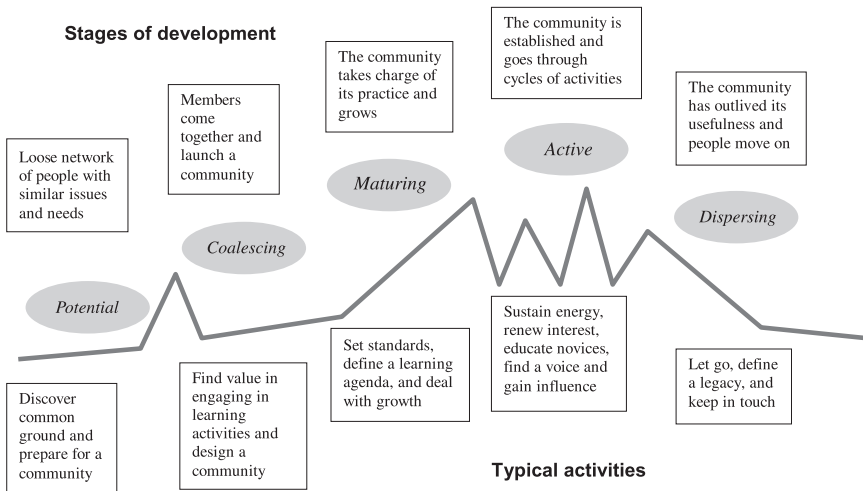 Stages of development
Loose network
of people with
similar issues
and needs
Potential
Discover
common
ground and
prepare for a
community
Members
come
together and
launch a
community
Coalescing
Find value in
engaging in
learning
activities and
design a
community
The community
takes charge of
its practice and
grows
Maturing
Set standards,
define a learning
agenda, and deal
with growth
The community is
established and
goes through
cycles of activities
Active
Sustain energy,
renew interest,
educate novices,
find a voice and
gain influence
The community
has outlived its
usefulness and
people move on
Dispersing
Let go, define
a legacy, and
keep in touch
Typical activities